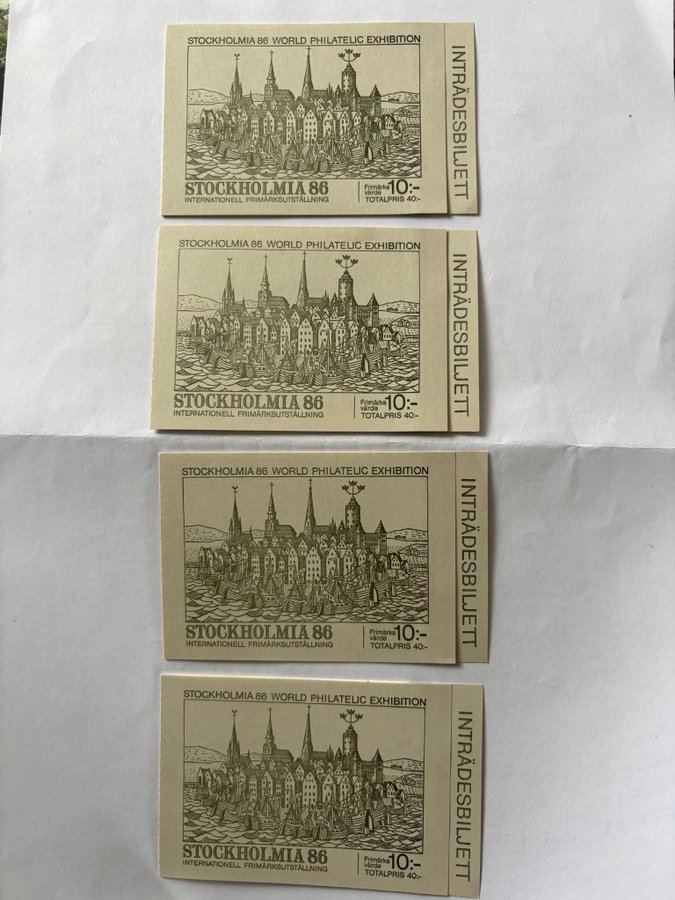 STOCKHOLMIA 86 WORLD PHILATELIC EXHIBITION
STOCKHOLMIA 86
INTERNATIONELL FRIMÄRKSUTSTÄLLNING
Frimärks
värde 10:-
TOTALPRIS 40:-
INTRÄDESBILJETT
STOCKHOLMIA 86 WORLD PHILATELIC EXHIBITION
STOCKHOLMIA 86
INTERNATIONELL FRIMÄRKSUTSTÄLLNING
Frimärks
värde 10:-
TOTALPRIS 40:-
INTRÄDESBILJETT
STOCKHOLMIA 86 WORLD PHILATELIC EXHIBITION
STOCKHOLMIA 86
INTERNATIONELL FRIMÄRKSUTSTÄLLNING
Frimärks
värde 10:-
TOTALPRIS 40:-
INTRÄDESBILJETT
STOCKHOLMIA 86 WORLD PHILATELIC EXHIBITION
STOCKHOLMIA 86
INTERNATIONELL FRIMÄRKSUTSTÄLLNING
Frimärks
värde 10:-
TOTALPRIS 40:-
INTRÄDESBILJETT